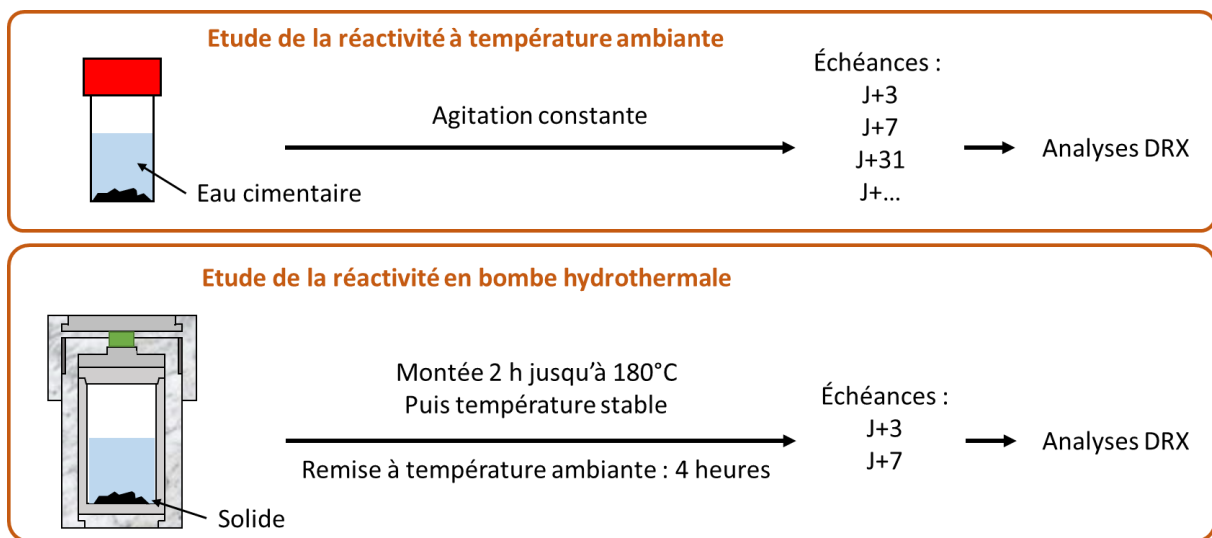 Etude de la réactivité à température ambiante
Échéances :
J+3
J+7
J+31
J+...
Agitation constante
Analyses DRX
Eau cimentaire
Etude de la réactivité en bombe hydrothermale
Montée 2 h jusqu'à 180°C
Puis température stable
Remise à température ambiante : 4 heures
Échéances :
J+3
J+7
Analyses DRX
Solide